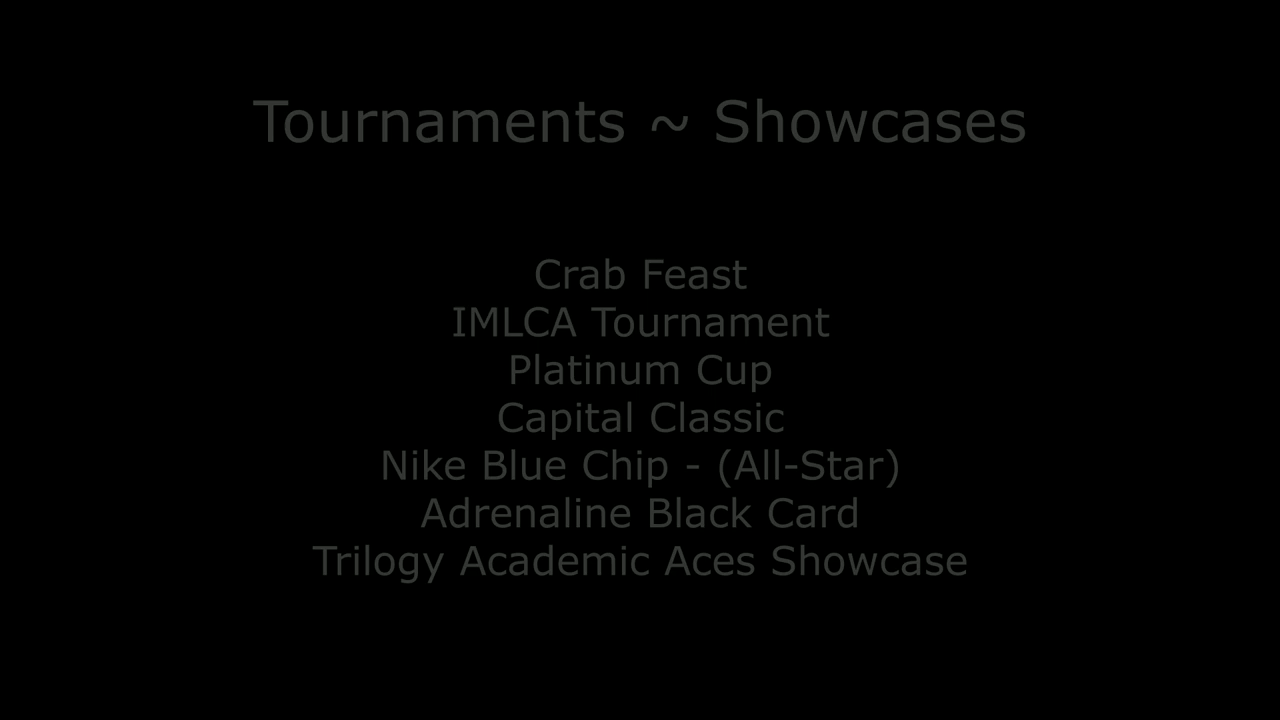 Tournaments ~ Showcases
Crab Feast
IMLCA Tournament
Platinum Cup
Capital Classic
Nike Blue Chip - (All-Star)
Adrenaline Black Card
Trilogy Academic Aces Showcase